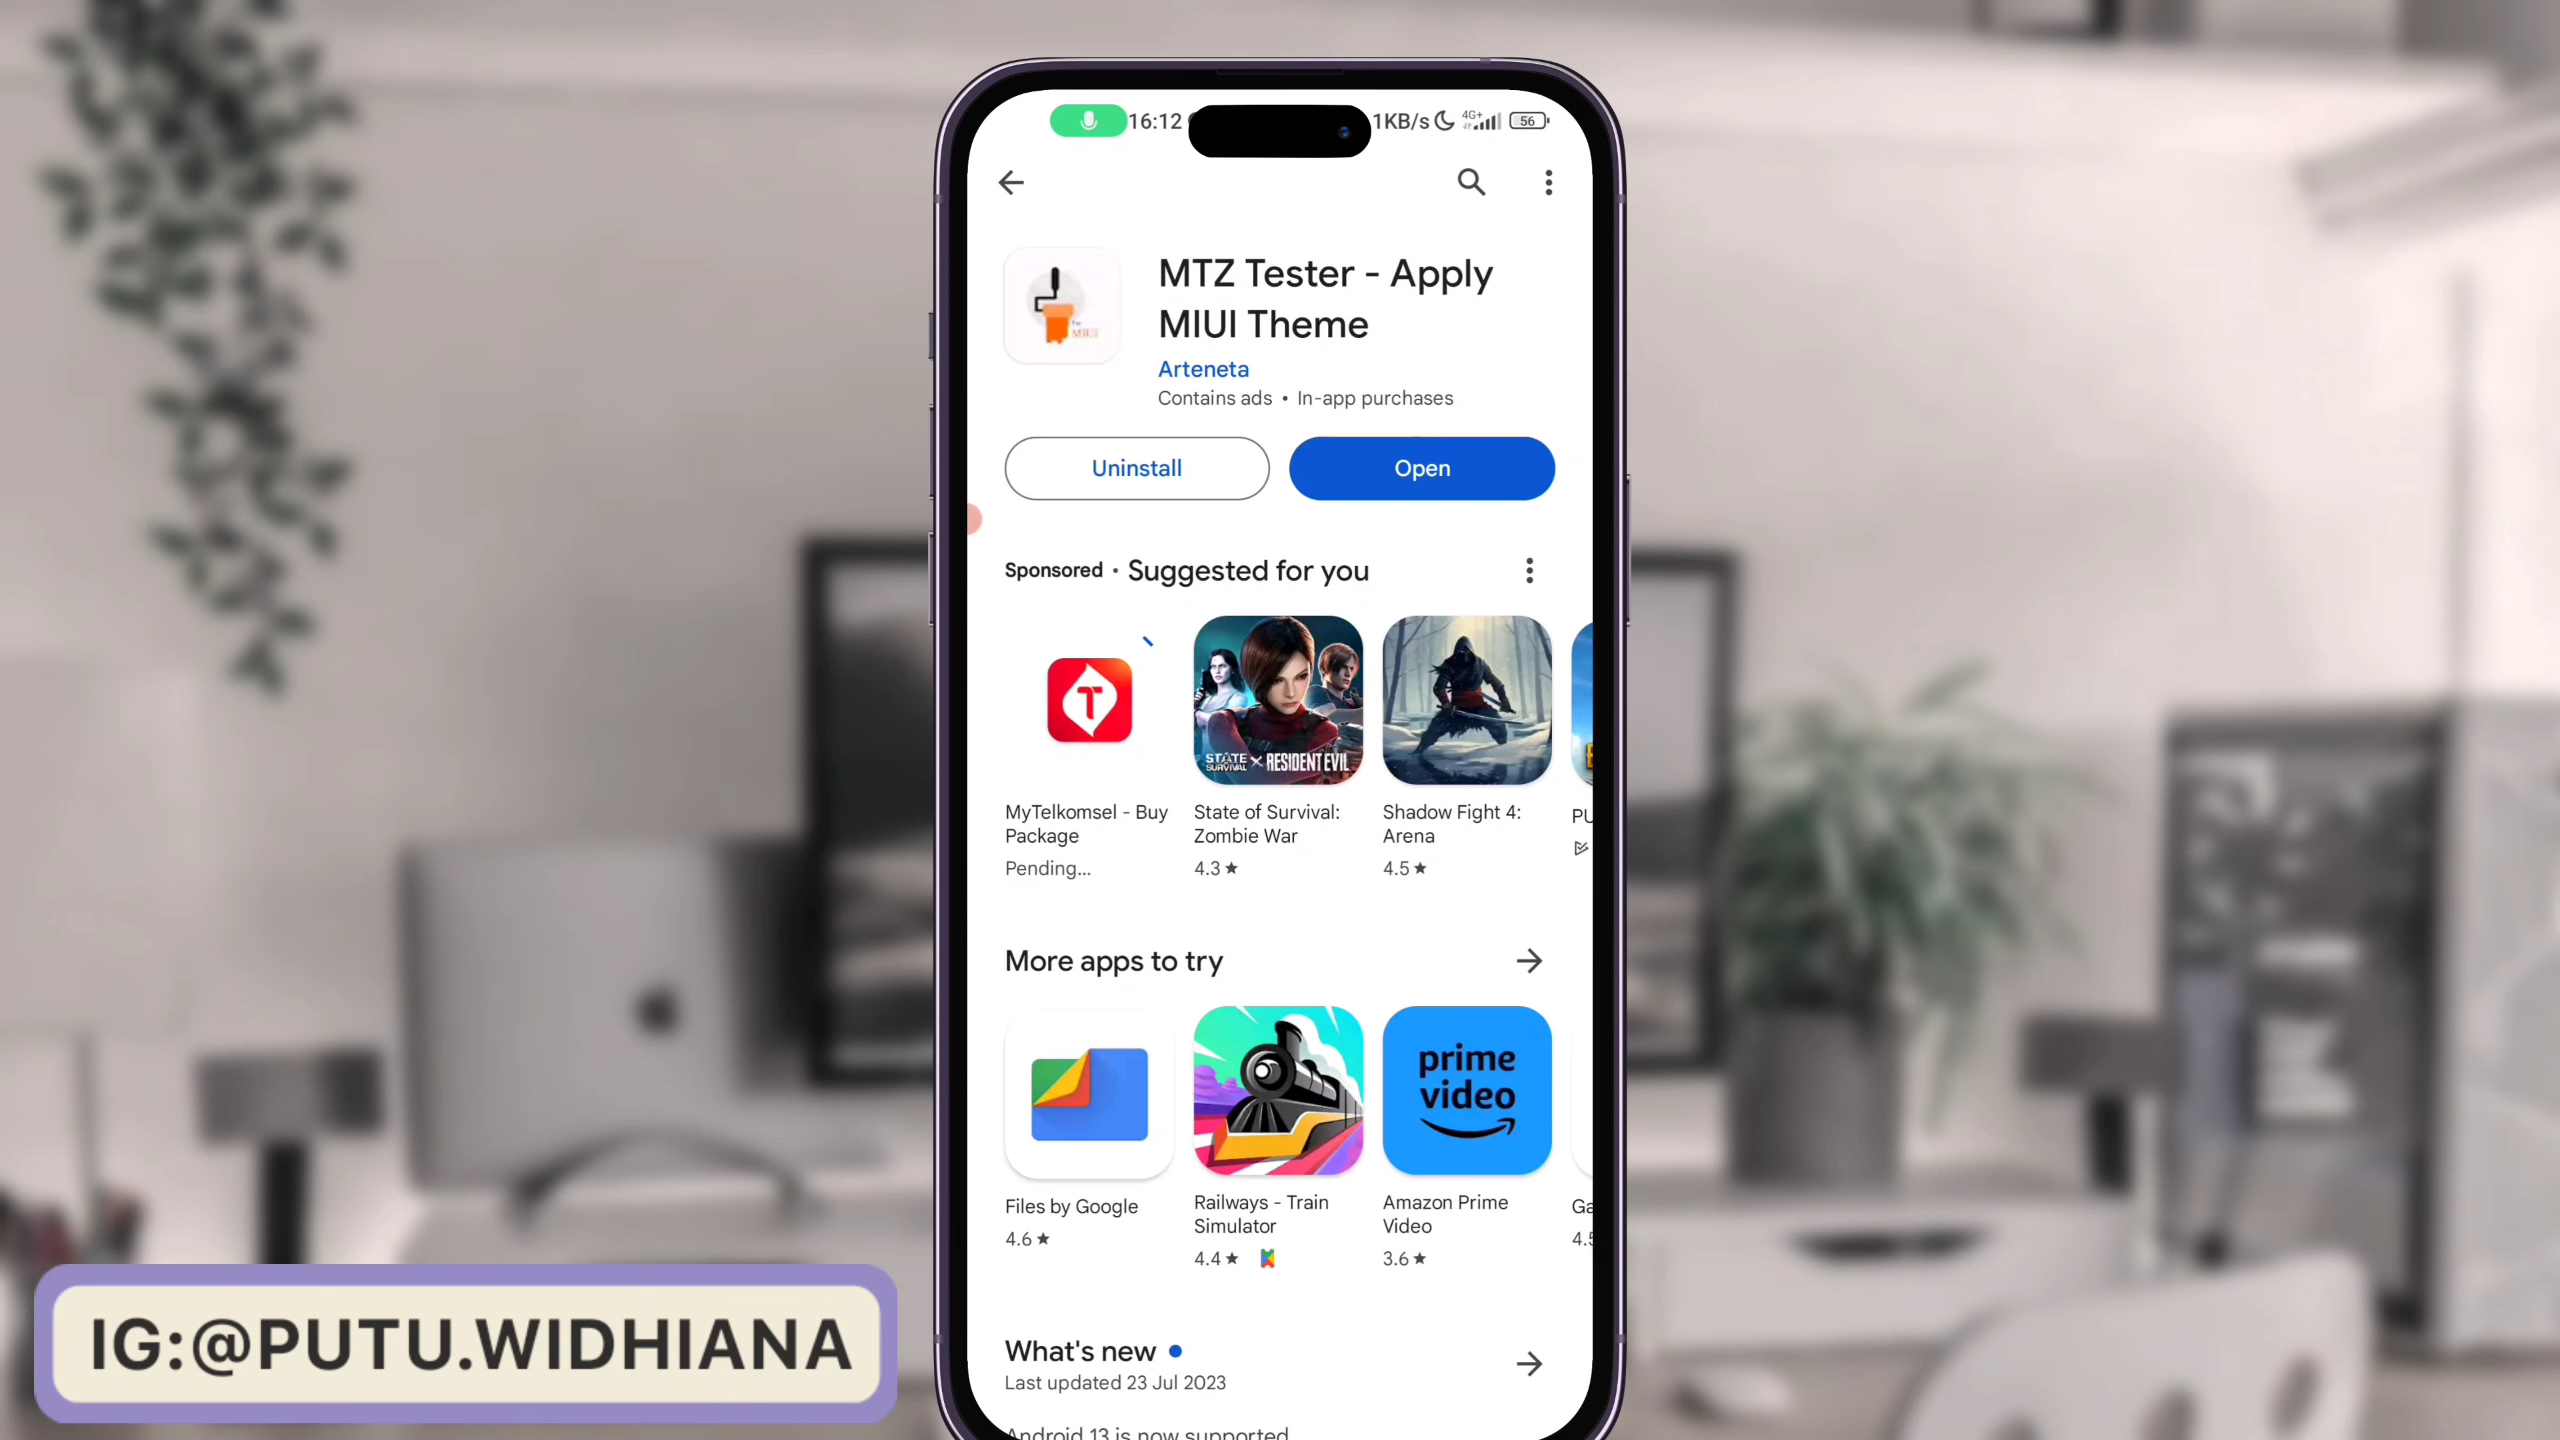 16:12
1KB/s
4G+
56
MTZ Tester - Apply
MIUI Theme
For
MIUI
Arteneta
Contains ads • In-app purchases
Uninstall
Open
Sponsored • Suggested for you
T
STATE
SURVIVAL × RESIDENT EVIL
MyTelkomsel - Buy
Package
Pending...
State of Survival:
Zombie War
4.3 ★
Shadow Fight 4:
Arena
4.5 ★
PU
More apps to try
prime
video
Files by Google
4.6 ★
Railways - Train
Simulator
4.4 ★
Amazon Prime
Video
3.6 ★
Ga
4.5
What's new
Last updated 23 Jul 2023
Android 13 is now supported
IG:@PUTU.WIDHIANA